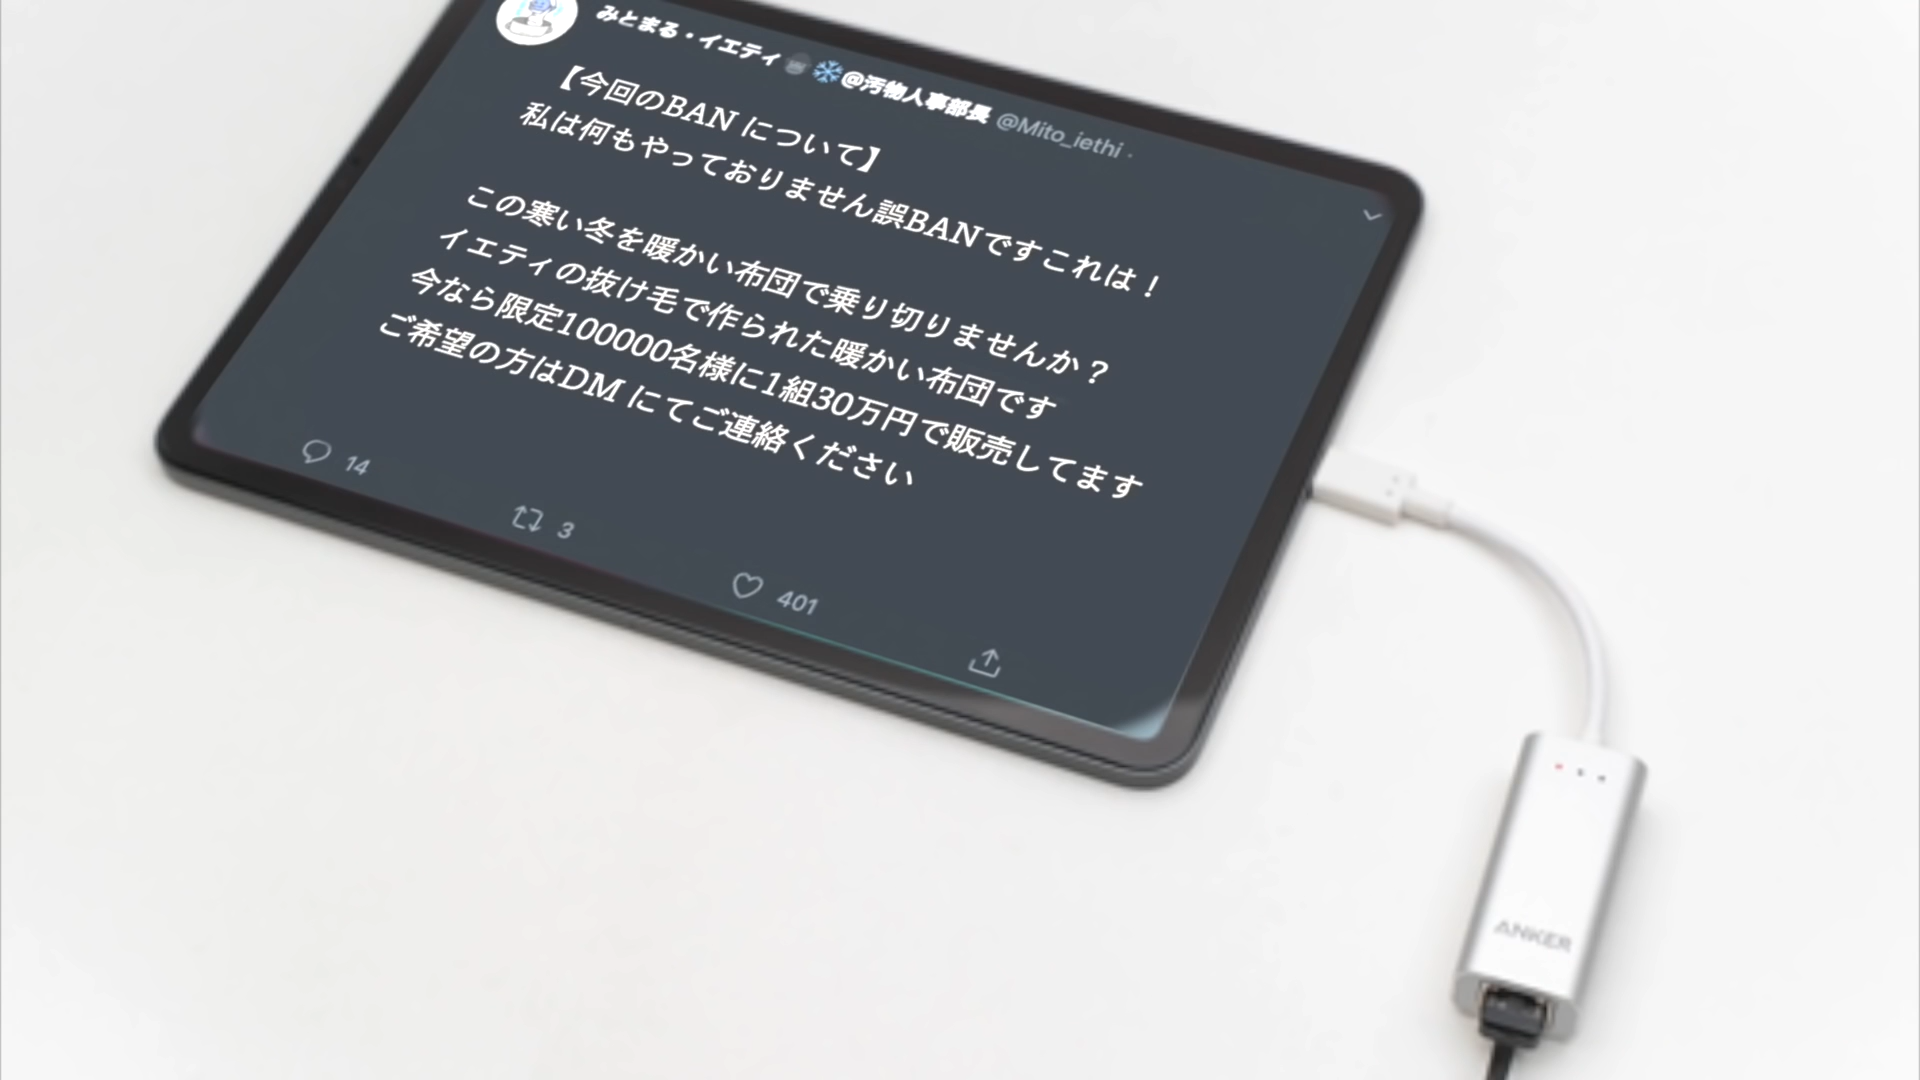 みとまる・イエティ❄@汚物人事部長 @Mito_iethi ·
【今回のBANについて】
私は何もやっておりません誤BANですこれは！
この寒い冬を暖かい布団で乗り切りませんか？
イエティの抜け毛で作られた暖かい布団です
今なら限定100000名様に1組30万円で販売してます
ご希望の方はDMにてご連絡ください
14
3
401
ANKER